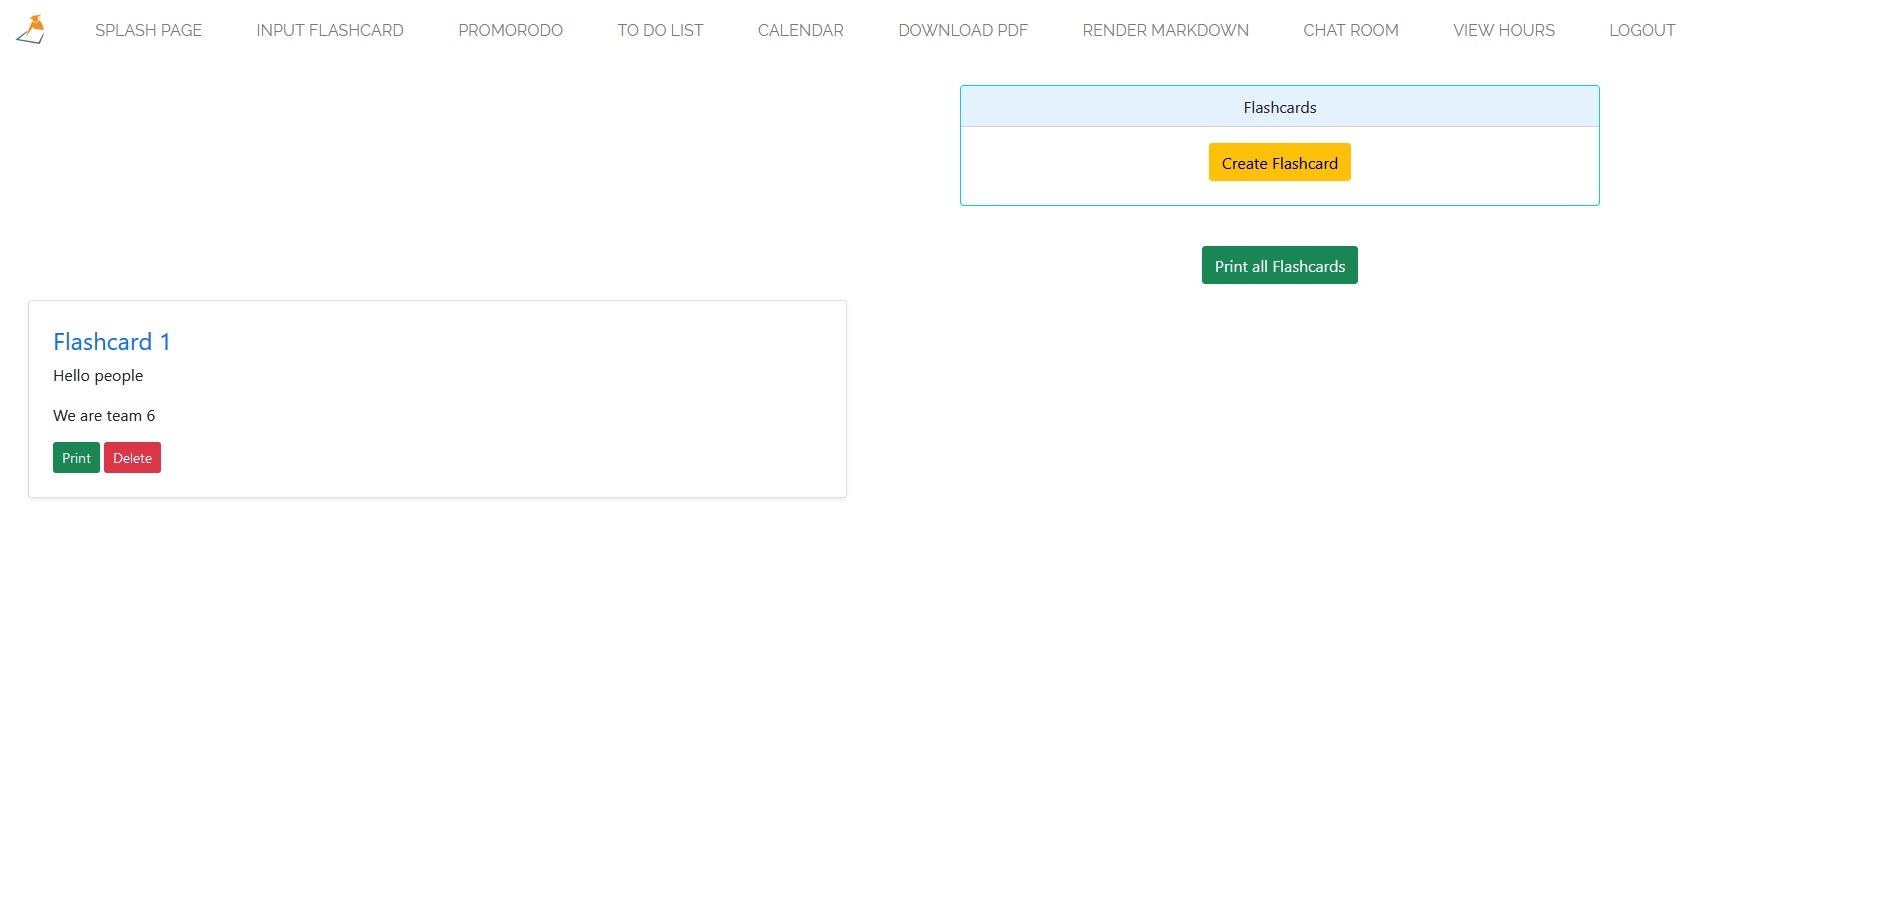 SPLASH PAGE INPUT FLASHCARD PROMORODO TO DO LIST CALENDAR DOWNLOAD PDF RENDER MARKDOWN CHAT ROOM VIEW HOURS LOGOUT
Flashcards
Create Flashcard
Print all Flashcards
Flashcard 1
Hello people
We are team 6
Print Delete